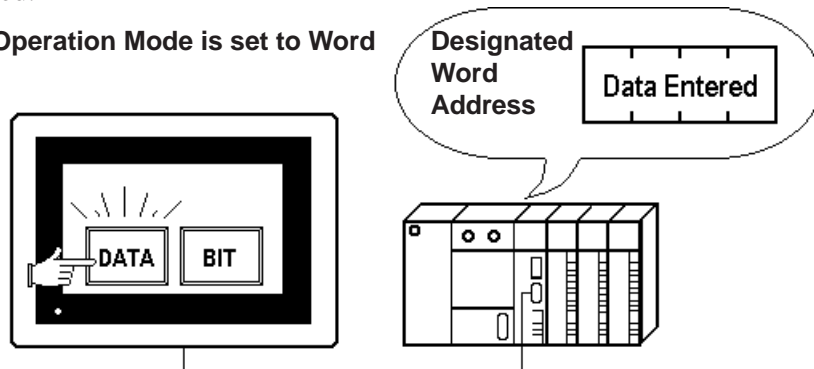 Operation Mode is set to Word
Designated
Word
Address
Data Entered
DATA
BIT